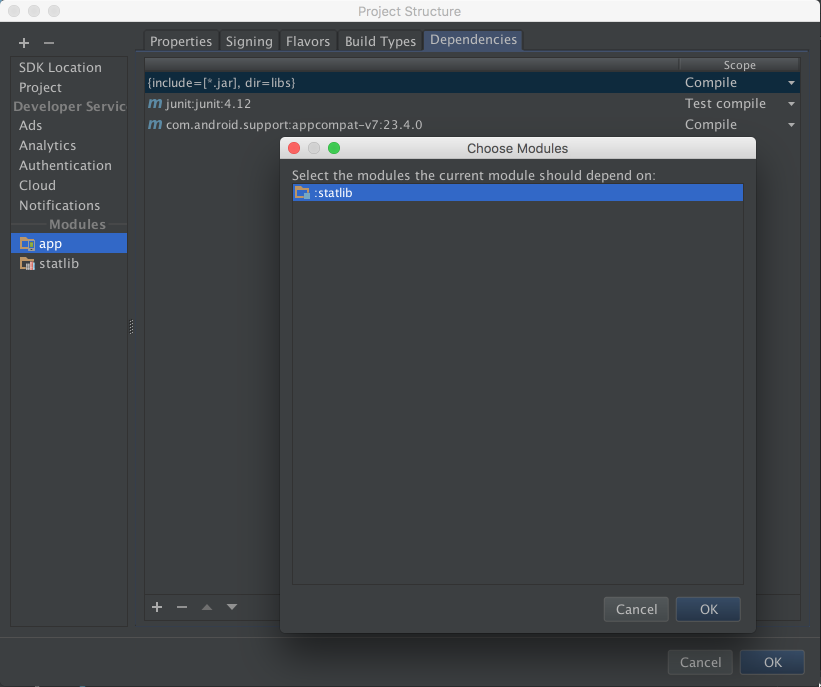 Project Structure
Properties Signing Flavors Build Types Dependencies
SDK Location
Project
Developer Servic
Ads
Analytics
Authentication
Cloud
Notifications
Modules
app
statlib
Scope
{include=[*.jar], dir=libs} Compile
m junit:junit:4.12 Test compile
m com.android.support:appcompat-v7:23.4.0 Compile
Choose Modules
Select the modules the current module should depend on:
:statlib
Cancel OK
Cancel OK